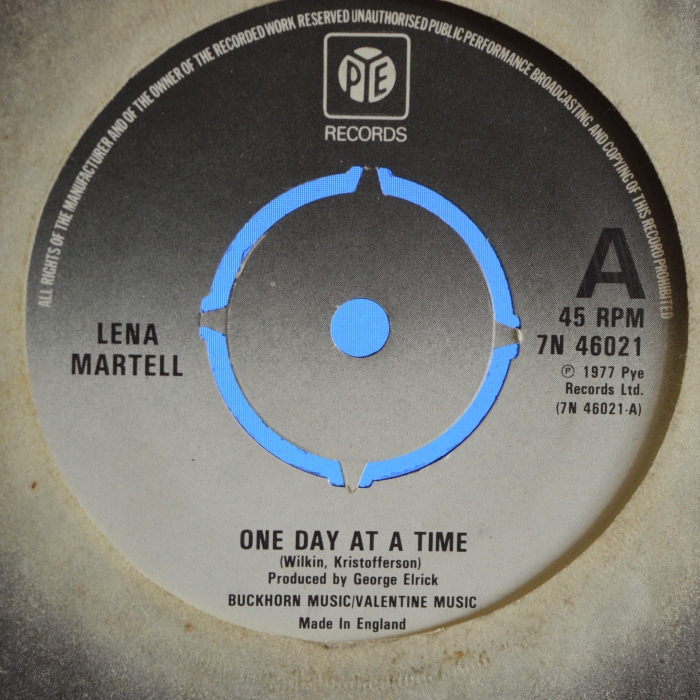 ALL RIGHTS OF THE MANUFACTURER AND OF THE OWNER OF THE RECORDED WORK RESERVED UNAUTHORISED PUBLIC PERFORMANCE BROADCASTING AND COPYING OF THIS RECORD PROHIBITED
PYE
RECORDS
A
45 RPM
7N 46021
℗ 1977 Pye
Records Ltd.
(7N 46021-A)
LENA
MARTELL
ONE DAY AT A TIME
(Wilkin, Kristofferson)
Produced by George Elrick
BUCKHORN MUSIC/VALENTINE MUSIC
Made In England